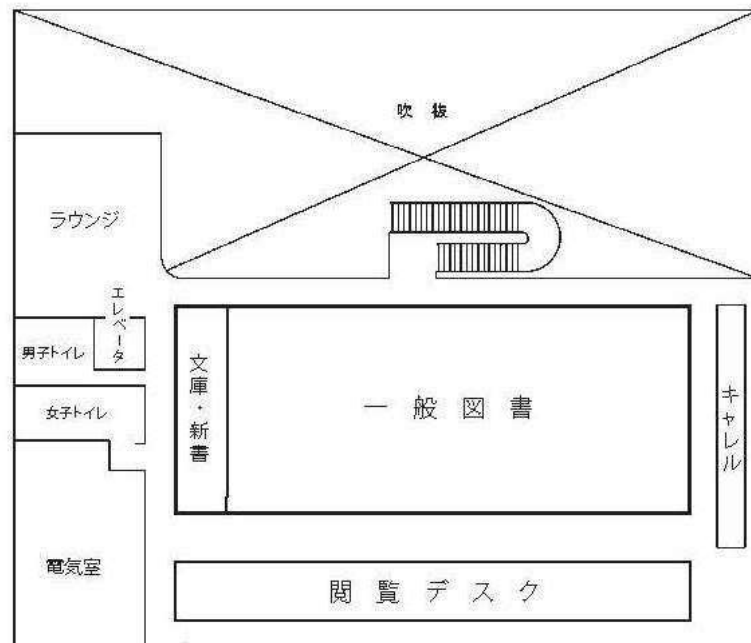 吹抜
ラウンジ
エレベータ
男子トイレ
女子トイレ
文庫・新書
一般図書
キャレル
電気室
閲覧デスク